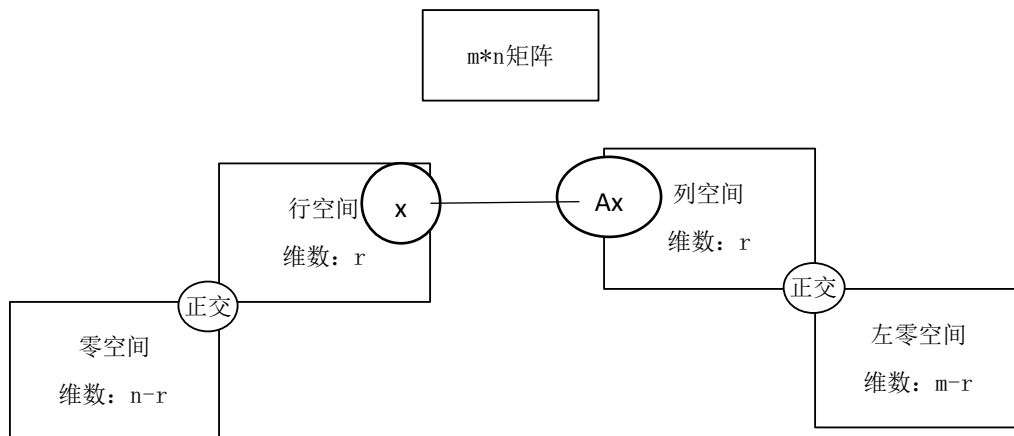 m*n矩阵
行空间
维数：r
x
Ax
列空间
维数：r
正交
正交
零空间
维数：n-r
左零空间
维数：m-r